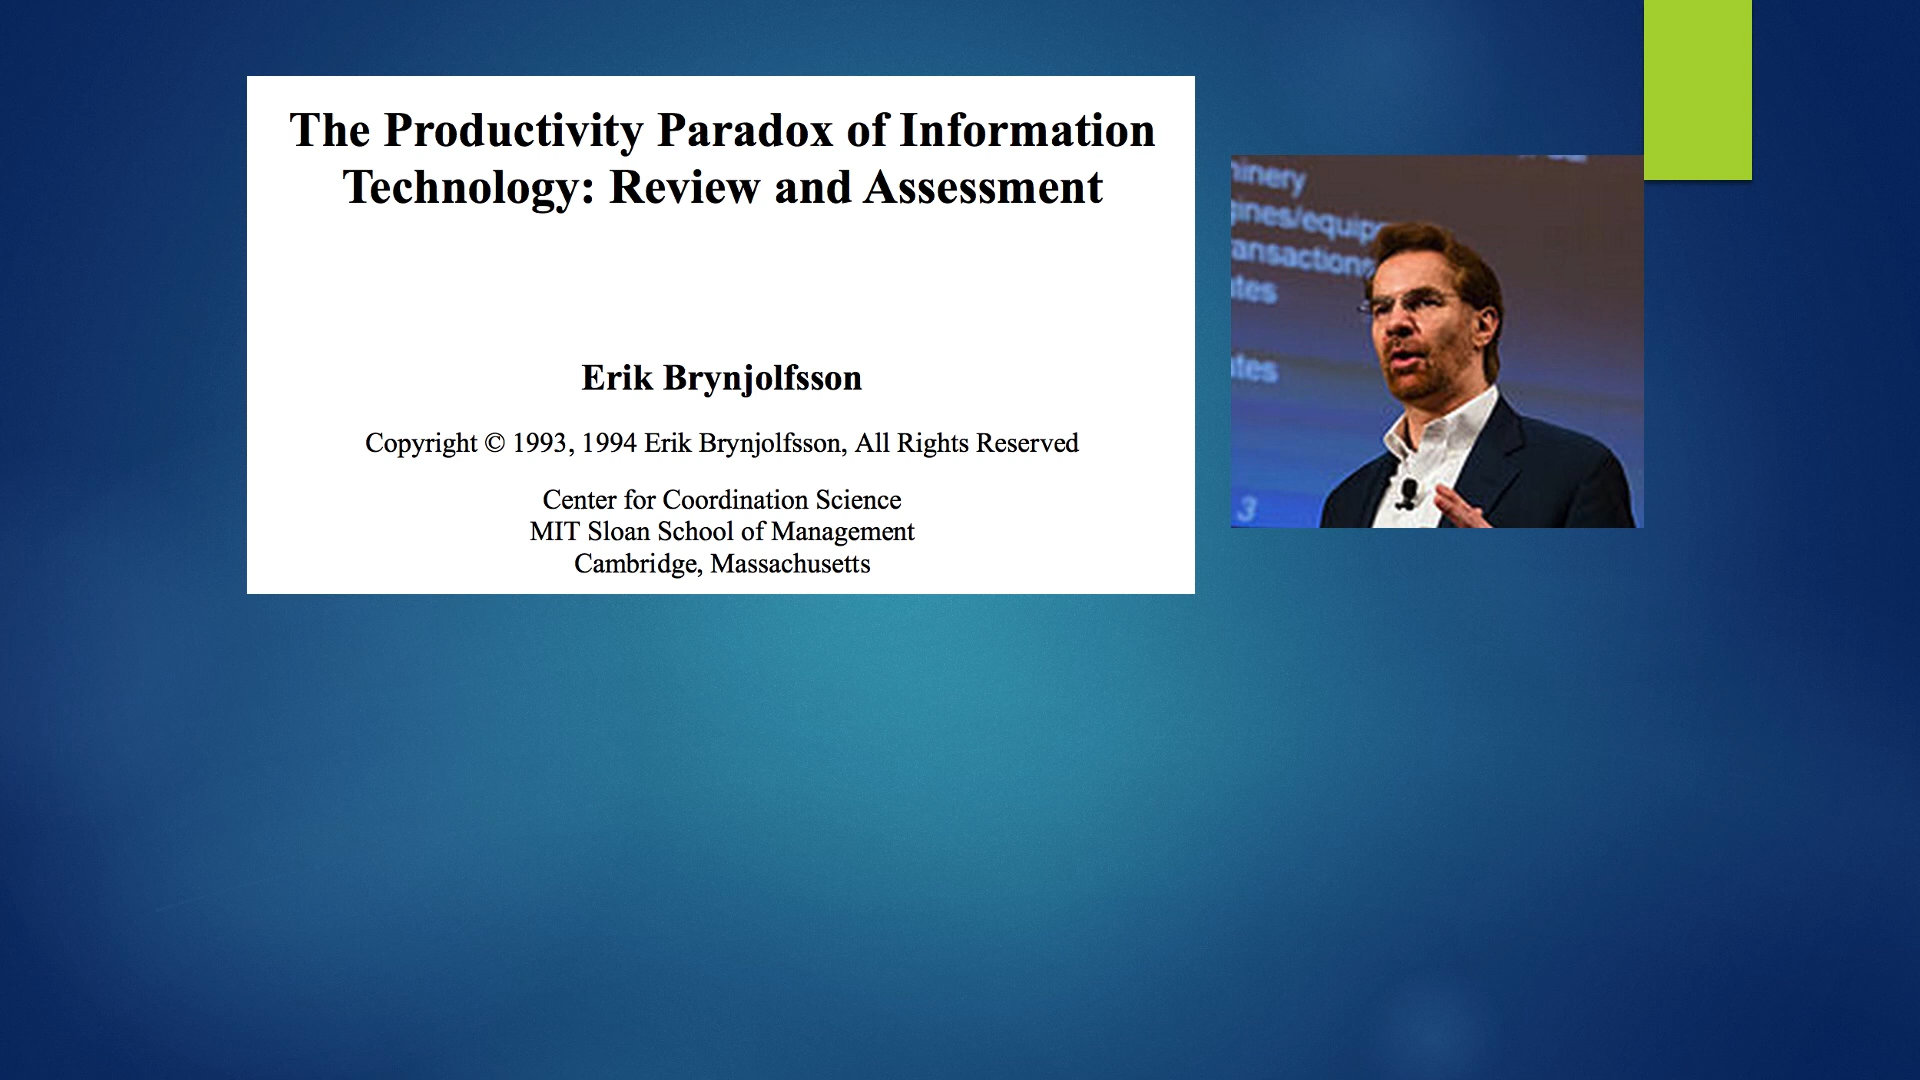 The Productivity Paradox of Information
Technology: Review and Assessment
Erik Brynjolfsson
Copyright © 1993, 1994 Erik Brynjolfsson, All Rights Reserved
Center for Coordination Science
MIT Sloan School of Management
Cambridge, Massachusetts
3